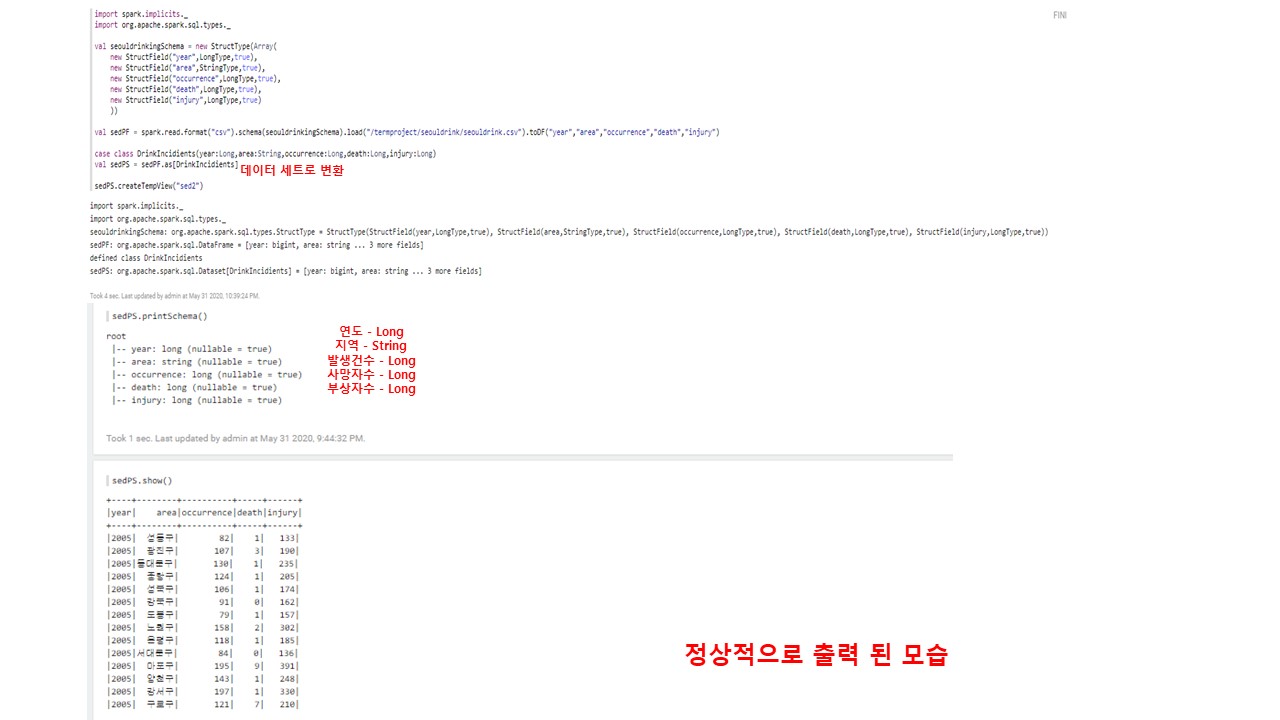 import spark.implicits._
FINI
import org.apache.spark.sql.types._
val seouldrinkingSchema = new StructType(Array(
new StructField("year",LongType,true),
new StructField("area",StringType,true),
new StructField("occurrence",LongType,true),
new StructField("death",LongType,true),
new StructField("injury",LongType,true)
))
val sedPF = spark.read.format("csv").schema(seouldrinkingSchema).load("/termproject/seouldrink/seouldrink.csv").toDF("year","area","occurrence","death","injury")
case class DrinkIncidents(year:Long,area:String,occurrence:Long,death:Long,injury:Long)
val sedPS = sedPF.as[DrinkIncidents]
데이터 세트로 변환
sedPS.createTempView("sed2")
import spark.implicits._
import org.apache.spark.sql.types._
seouldrinkingSchema: org.apache.spark.sql.types.StructType = StructType(StructField(year,LongType,true), StructField(area,StringType,true), StructField(occurrence,LongType,true), StructField(death,LongType,true), StructField(injury,LongType,true))
sedPF: org.apache.spark.sql.DataFrame = [year: bigint, area: string ... 3 more fields]
defined class DrinkIncidents
sedPS: org.apache.spark.sql.Dataset[DrinkIncidents] = [year: bigint, area: string ... 3 more fields]
Took 4 sec. Last updated by admin at May 31 2020, 10:39:24 PM.
sedPS.printSchema()
root
|-- year: long (nullable = true)
|-- area: string (nullable = true)
|-- occurrence: long (nullable = true)
|-- death: long (nullable = true)
|-- injury: long (nullable = true)
연도 - Long
지역 - String
발생건수 - Long
사망자수 - Long
부상자수 - Long
Took 1 sec. Last updated by admin at May 31 2020, 9:44:32 PM.
sedPS.show()
+----+--------+----------+-----+------+
|year|    area|occurrence|death|injury|
+----+--------+----------+-----+------+
|2005|  성동구|        82|    1|   133|
|2005|  광진구|       107|    3|   190|
|2005|동대문구|       130|    1|   235|
|2005|  중랑구|       124|    1|   205|
|2005|  성북구|       106|    1|   174|
|2005|  강북구|        91|    0|   162|
|2005|  도봉구|        79|    1|   157|
|2005|  노원구|       158|    2|   302|
|2005|  은평구|       118|    1|   185|
|2005|서대문구|        84|    0|   136|
|2005|  마포구|       195|    9|   391|
|2005|  양천구|       143|    1|   248|
|2005|  강서구|       197|    1|   330|
|2005|  구로구|       121|    7|   210|
정상적으로 출력 된 모습